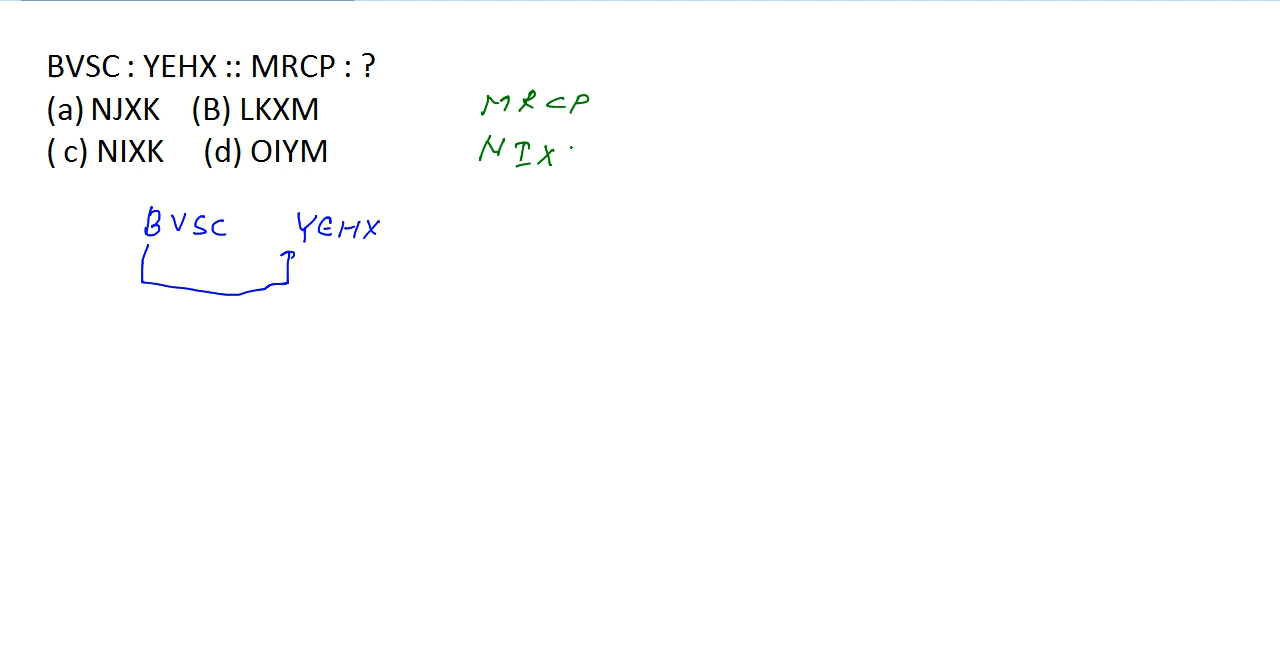 BVSC : YEHX :: MRCP : ?
(a) NJXK (B) LKXM
( c) NIXK (d) OIYM
MRCP
NIX
BVSC YEHX